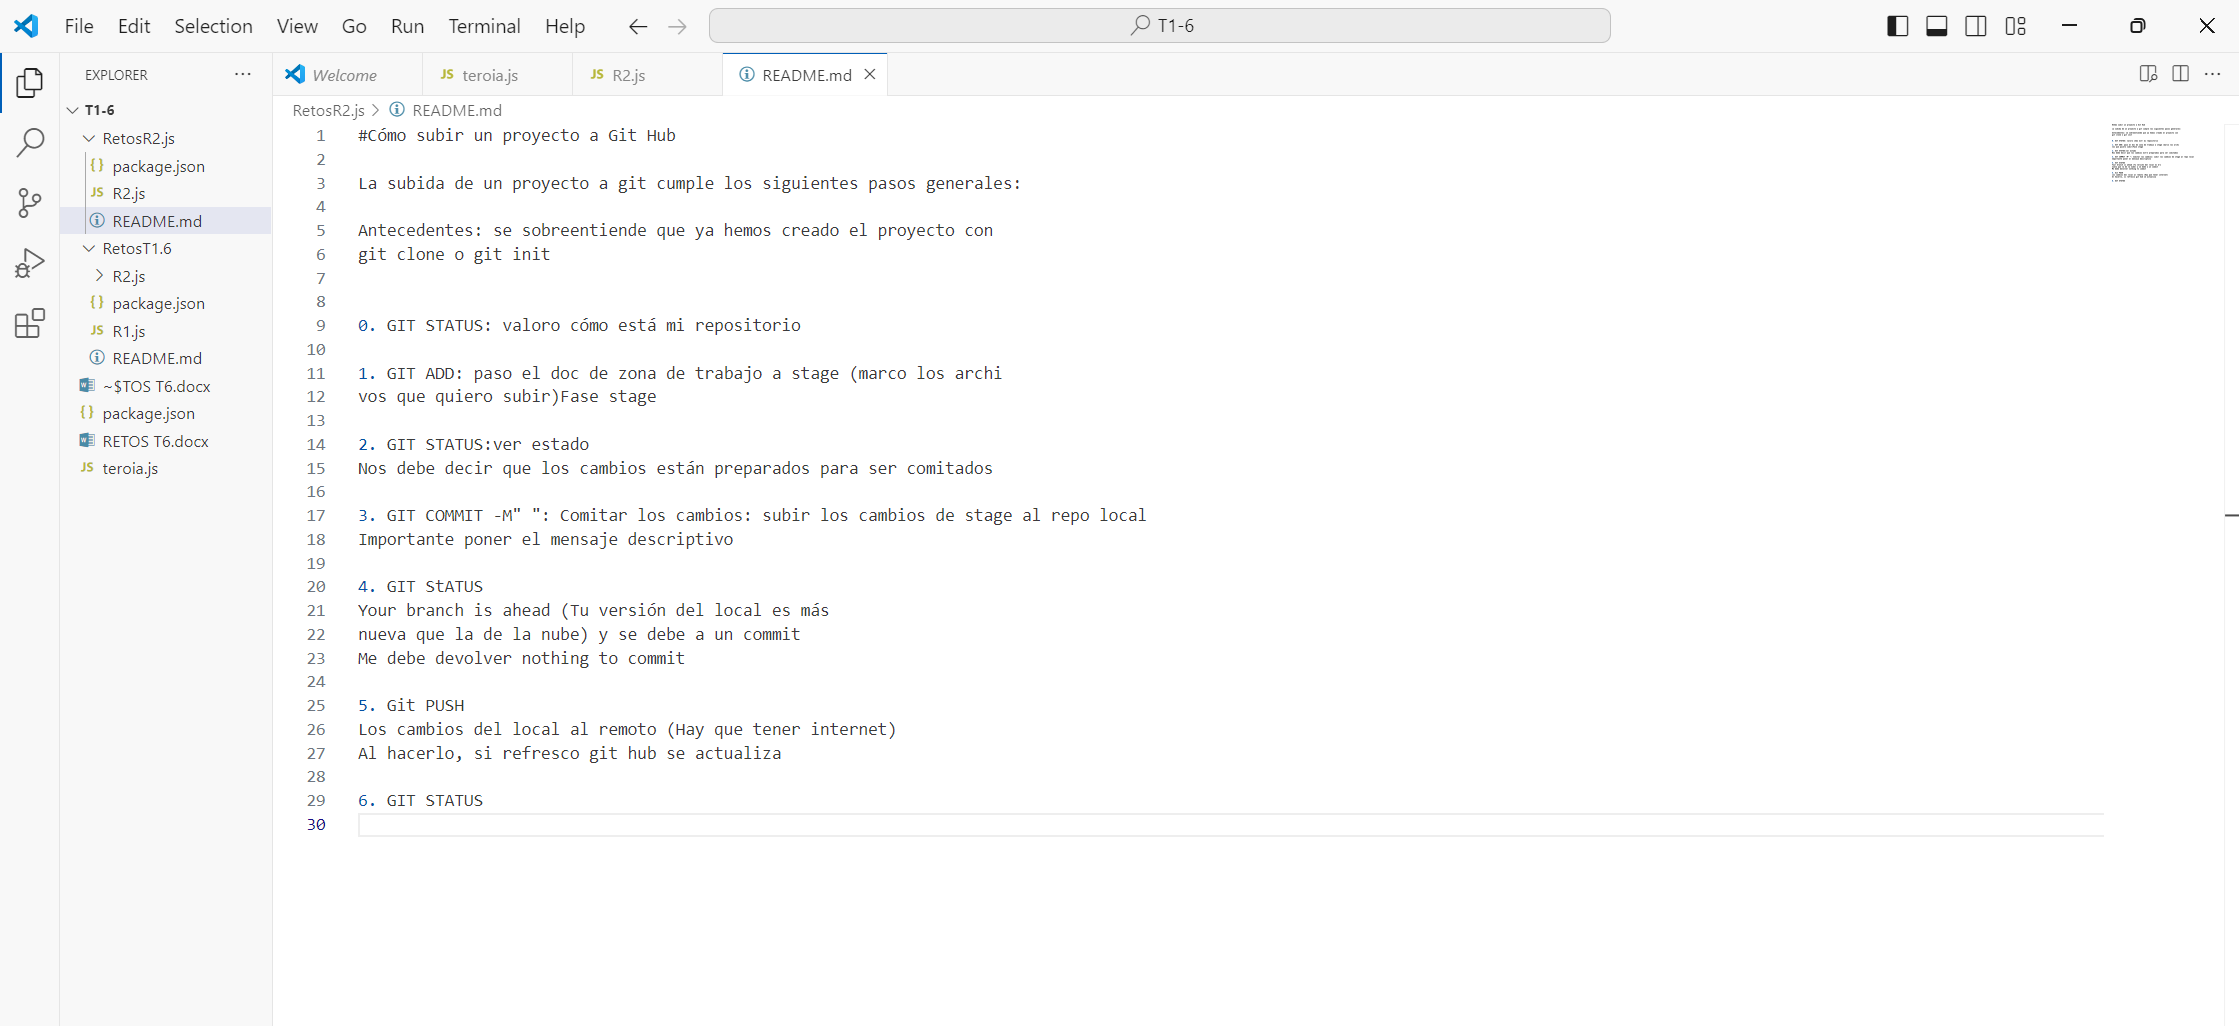 File Edit Selection View Go Run Terminal Help T1-6
EXPLORER
T1-6
RetosR2.js
package.json
R2.js
README.md
RetosT1.6
R2.js
package.json
R1.js
README.md
~$TOS T6.docx
package.json
RETOS T6.docx
teroia.js
Welcome JS teroia.js JS R2.js README.md
RetosR2.js > README.md
1 #Cómo subir un proyecto a Git Hub
2
3 La subida de un proyecto a git cumple los siguientes pasos generales:
4
5 Antecedentes: se sobreentiende que ya hemos creado el proyecto con
6 git clone o git init
7
8
9 0. GIT STATUS: valoro cómo está mi repositorio
10
11 1. GIT ADD: paso el doc de zona de trabajo a stage (marco los archi
12 vos que quiero subir)Fase stage
13
14 2. GIT STATUS:ver estado
15 Nos debe decir que los cambios están preparados para ser comitados
16
17 3. GIT COMMIT -M" ": Comitar los cambios: subir los cambios de stage al repo local
18 Importante poner el mensaje descriptivo
19
20 4. GIT StATUS
21 Your branch is ahead (Tu versión del local es más
22 nueva que la de la nube) y se debe a un commit
23 Me debe devolver nothing to commit
24
25 5. Git PUSH
26 Los cambios del local al remoto (Hay que tener internet)
27 Al hacerlo, si refresco git hub se actualiza
28
29 6. GIT STATUS
30